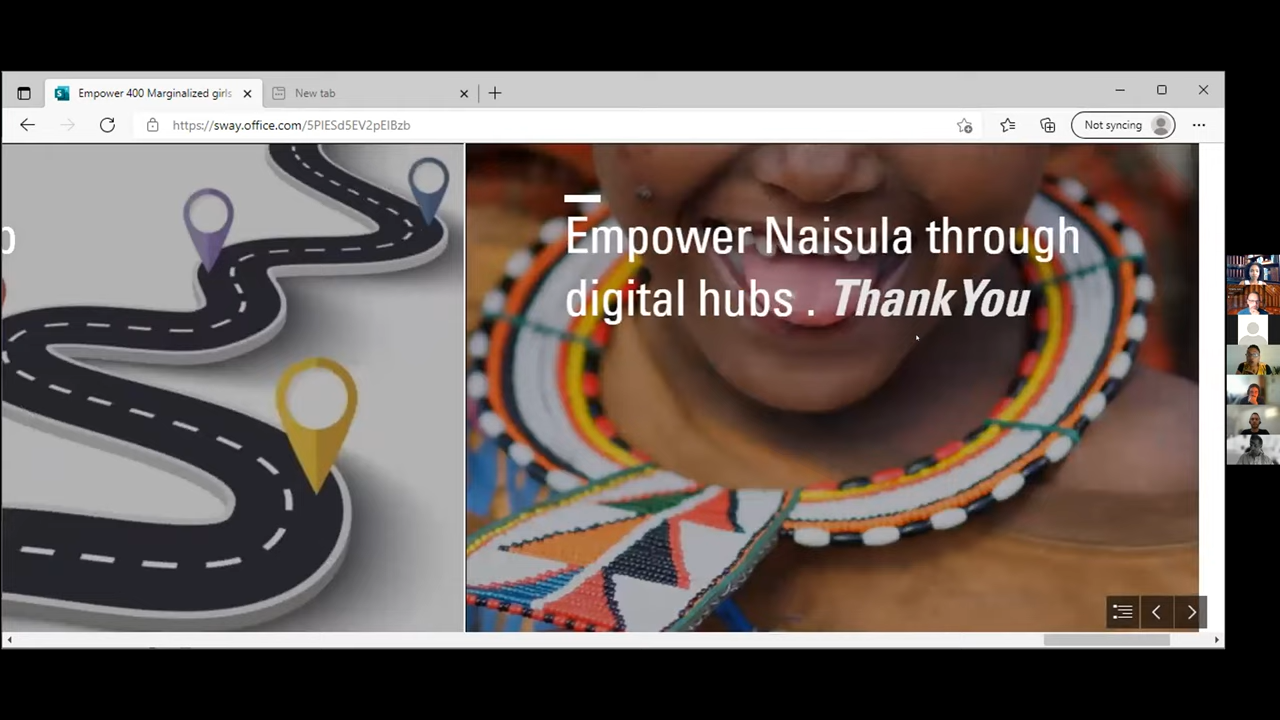 Empower 400 Marginalized girls
New tab
https://sway.office.com/5PlESd5EV2pElBzb
Not syncing
Empower Naisula through
digital hubs . Thank You